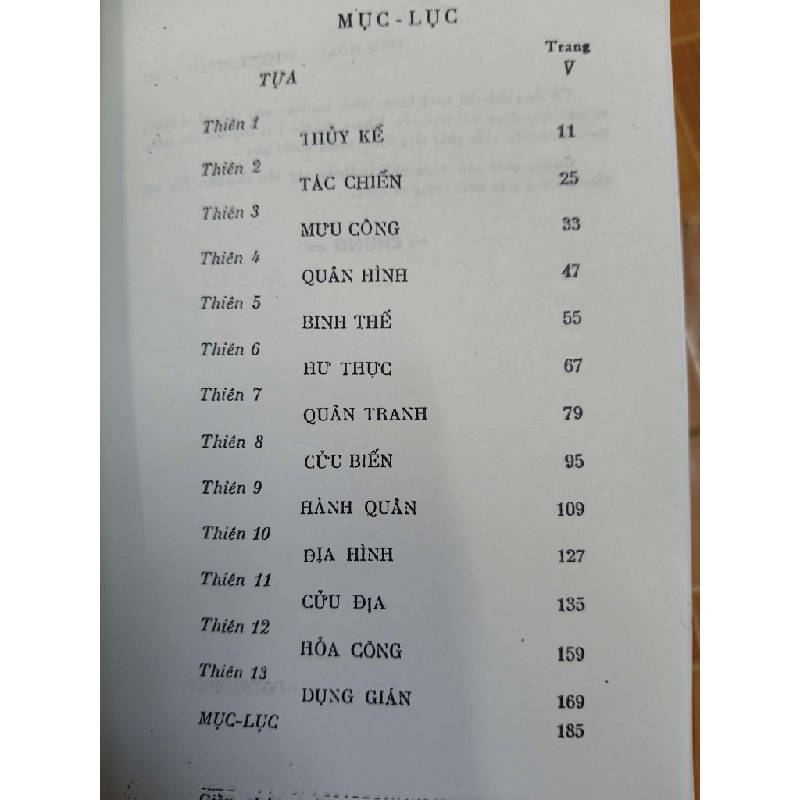 MỤC - LỤC
Trang
TỰA V
Thiên 1
THỦY KẾ 11
Thiên 2
TÁC CHIẾN 25
Thiên 3
MƯU CÔNG 33
Thiên 4
QUÂN HÌNH 47
Thiên 5
BINH THẾ 55
Thiên 6
HƯ THỰC 67
Thiên 7
QUÂN TRANH 79
Thiên 8
CỬU BIẾN 95
Thiên 9
HÀNH QUÂN 109
Thiên 10
ĐỊA HÌNH 127
Thiên 11
CỬU ĐỊA 135
Thiên 12
HỎA CÔNG 159
Thiên 13
DỤNG GIÁN 169
MỤC-LỤC 185